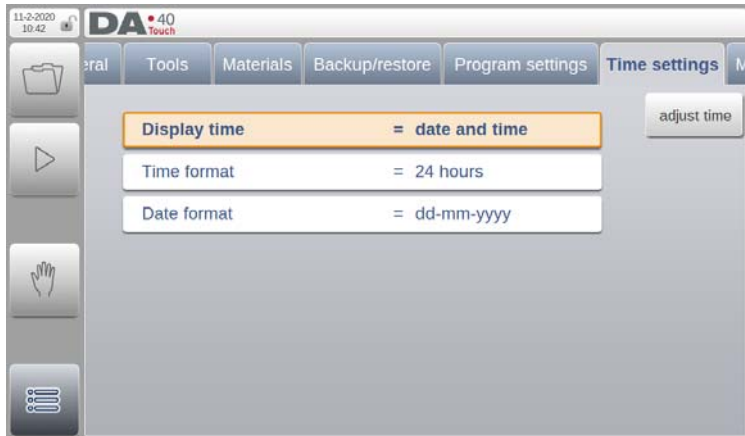 11-2-2020
10:42
DA 40
Touch
Tools
Materials
Backup/restore
Program settings
Time settings
adjust time
Display time = date and time
Time format = 24 hours
Date format = dd-mm-yyyy